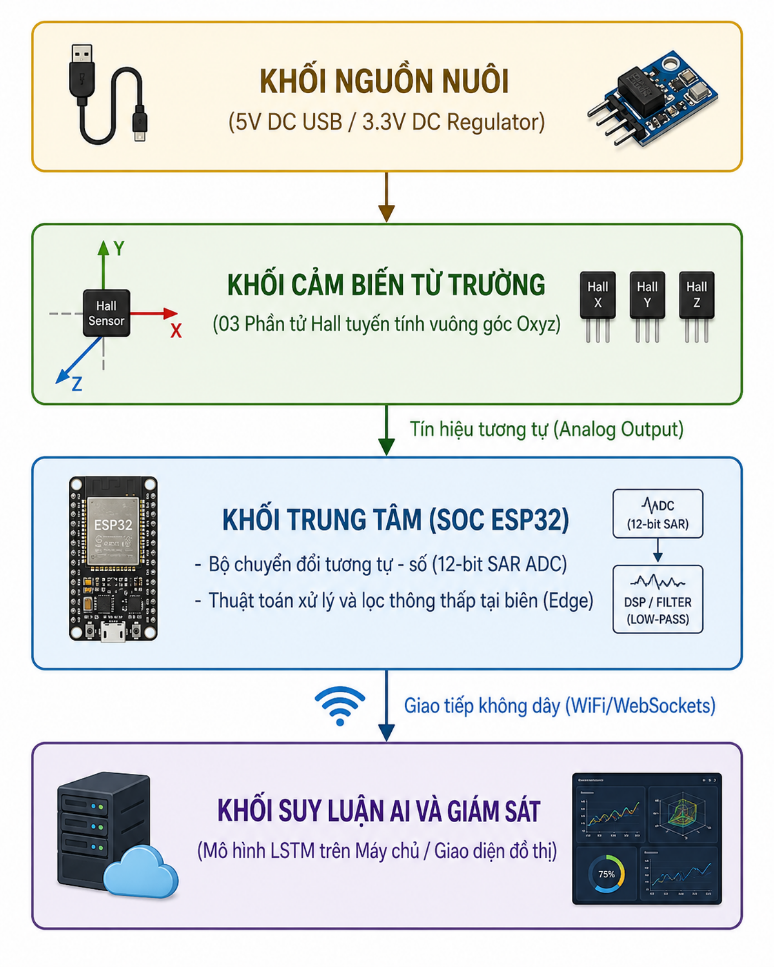 KHỐI NGUỒN NUÔI
(5V DC USB / 3.3V DC Regulator)
Y
Hall
Sensor
X
Z
KHỐI CẢM BIẾN TỪ TRƯỜNG
(03 Phần tử Hall tuyến tính vuông góc Oxyz)
Hall
X
Hall
Y
Hall
Z
Tín hiệu tương tự (Analog Output)
ESP32
KHỐI TRUNG TÂM (SOC ESP32)
- Bộ chuyển đổi tương tự - số (12-bit SAR ADC)
- Thuật toán xử lý và lọc thông thấp tại biên (Edge)
ADC
(12-bit SAR)
DSP / FILTER
(LOW-PASS)
Giao tiếp không dây (WiFi/WebSockets)
KHỐI SUY LUẬN AI VÀ GIÁM SÁT
(Mô hình LSTM trên Máy chủ / Giao diện đồ thị)
75%